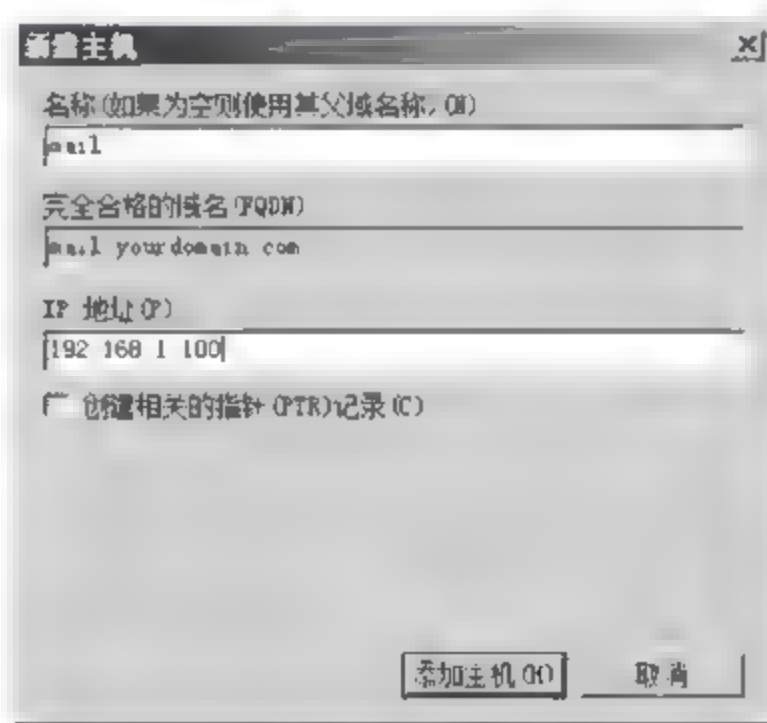 新建主机
名称(如果为空则使用其父域名称)(N)
mail
完全合格的域名(FQDN)
mail yourdomain com
IP 地址(P)
192 168 1 100
创建相关的指针(PTR)记录(C)
添加主机(H)
取消